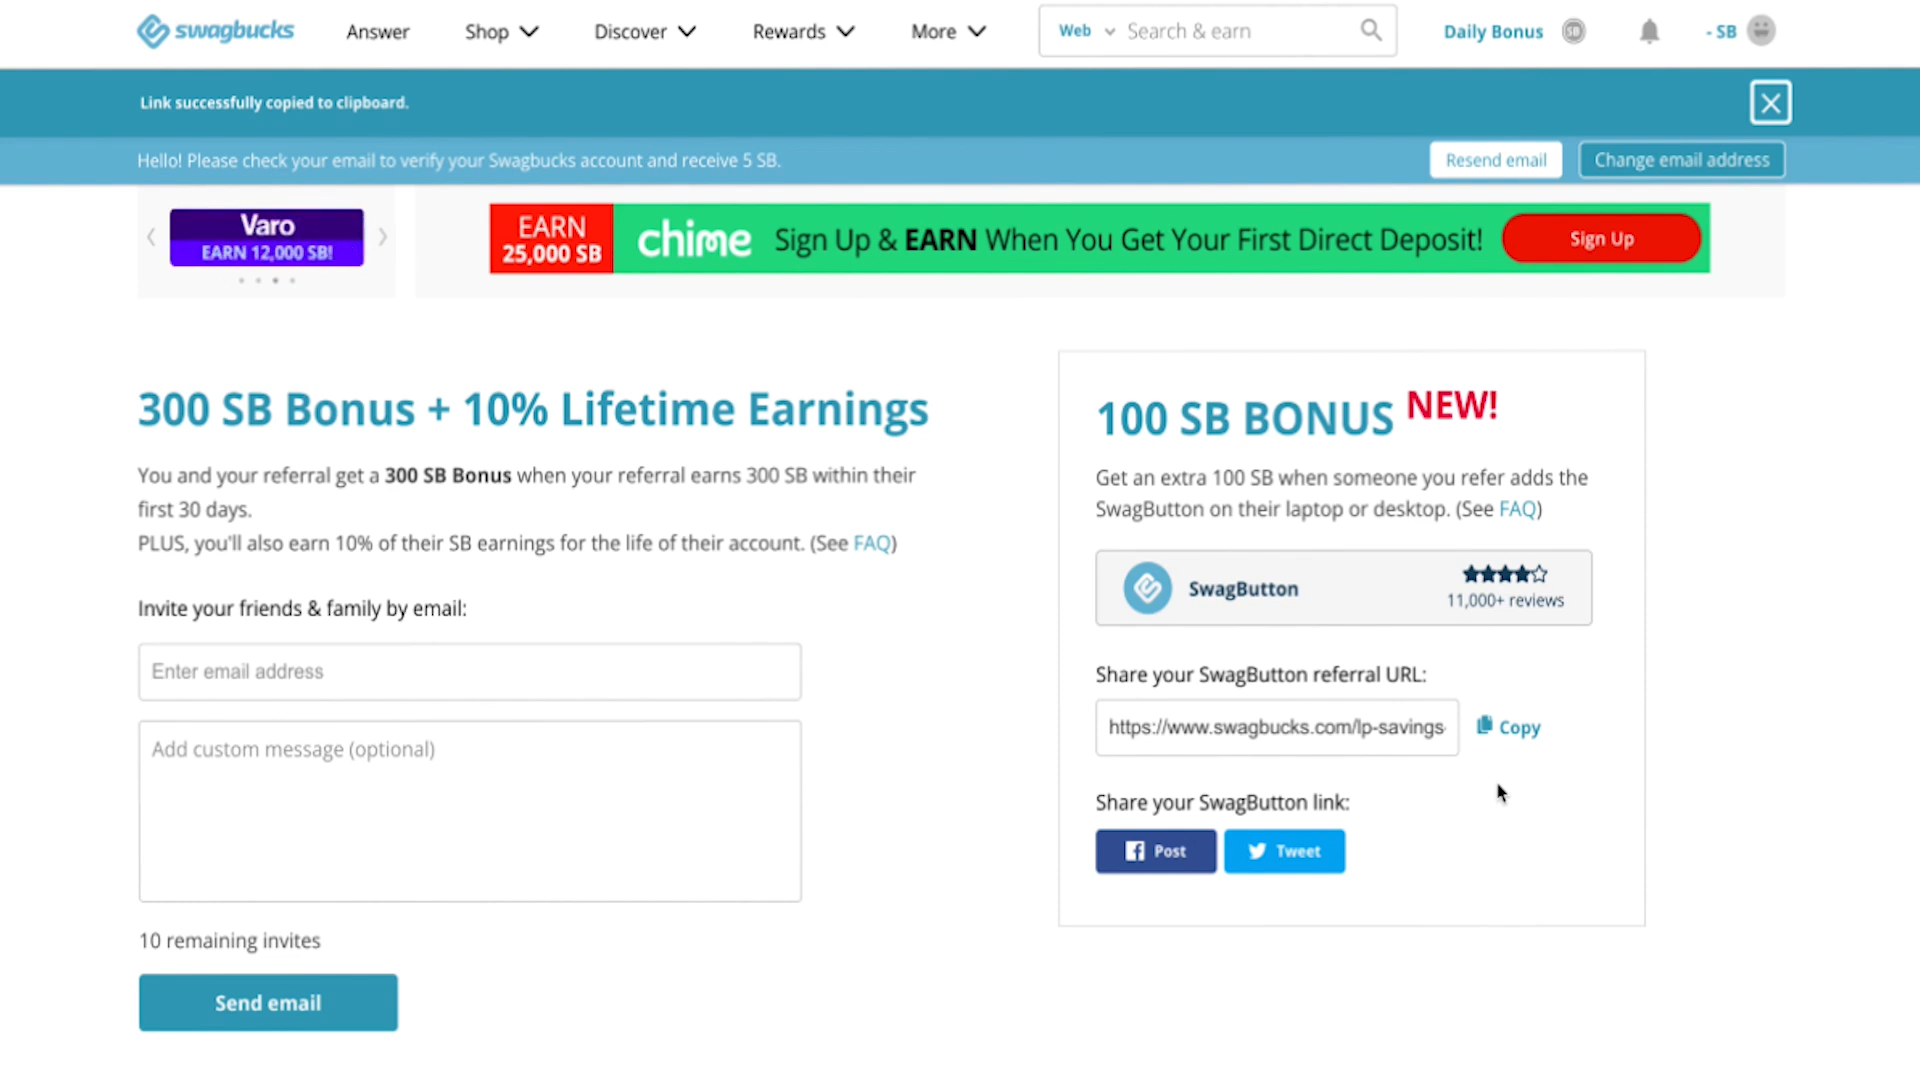 swagbucks Answer Shop Discover Rewards More Web Search & earn Daily Bonus SB - SB
Link successfully copied to clipboard.
Hello! Please check your email to verify your Swagbucks account and receive 5 SB. Resend email Change email address
Varo
EARN 12,000 SB!
EARN
25,000 SB
chime Sign Up & EARN When You Get Your First Direct Deposit! Sign Up
300 SB Bonus + 10% Lifetime Earnings
You and your referral get a 300 SB Bonus when your referral earns 300 SB within their
first 30 days.
PLUS, you'll also earn 10% of their SB earnings for the life of their account. (See FAQ)
Invite your friends & family by email:
Enter email address
Add custom message (optional)
10 remaining invites
Send email
100 SB BONUS NEW!
Get an extra 100 SB when someone you refer adds the
SwagButton on their laptop or desktop. (See FAQ)
SwagButton
11,000+ reviews
Share your SwagButton referral URL:
https://www.swagbucks.com/lp-savings- Copy
Share your SwagButton link:
Post Tweet